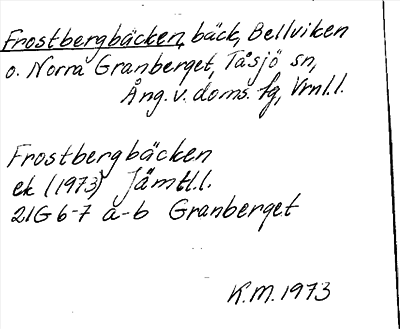 Frostbergbäcken, bäck, Bellviken
o. Norra Granberget, Tåsjö sn,
Ång. v. doms. fg, Vrnl.l.
Frostbergbäcken
ek (1973) Jämtl.l.
21G 6-7 a-b Granberget
K.M. 1973